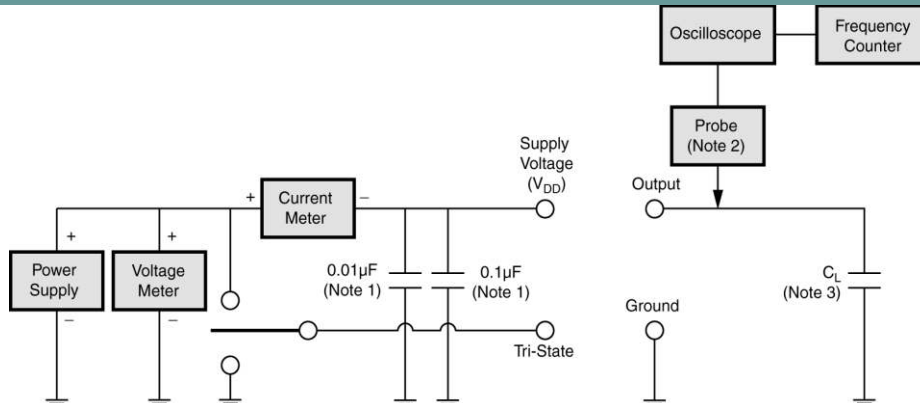 Oscilloscope
Frequency
Counter
Probe
(Note 2)
Supply
Voltage
(VDD)
Output
+
Current
Meter
–
+
Power
Supply
–
+
Voltage
Meter
–
0.01µF
(Note 1)
0.1µF
(Note 1)
CL
(Note 3)
Ground
Tri-State